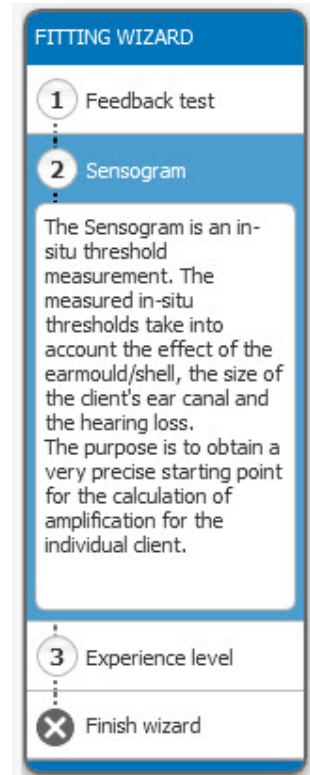 FITTING WIZARD
1 Feedback test
2 Sensogram
The Sensogram is an in-
situ threshold
measurement. The
measured in-situ
thresholds take into
account the effect of the
earmould/shell, the size of
the client's ear canal and
the hearing loss.
The purpose is to obtain a
very precise starting point
for the calculation of
amplification for the
individual client.
3 Experience level
Finish wizard